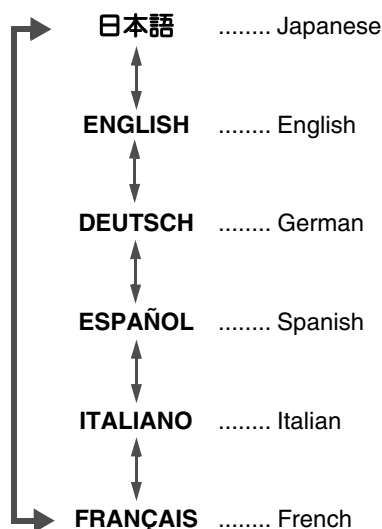 日本語 ........ Japanese
ENGLISH ........ English
DEUTSCH ........ German
ESPAÑOL ........ Spanish
ITALIANO ........ Italian
FRANÇAIS ........ French